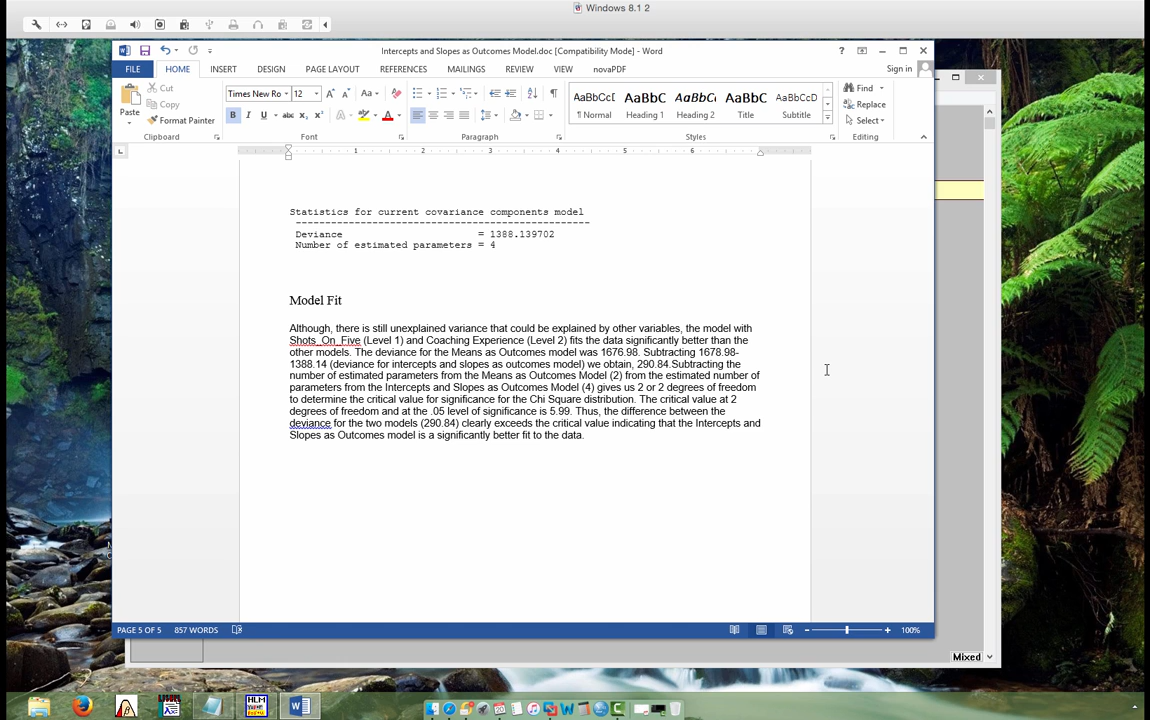 Windows 8.1 2
Intercepts and Slopes as Outcomes Model.doc [Compatibility Mode] - Word
FILE HOME INSERT DESIGN PAGE LAYOUT REFERENCES MAILINGS REVIEW VIEW novaPDF Sign in
Paste Cut Copy Format Painter
Times New Ro 12
AaBbCcI AaBbC AaBbCc AaBbC AaBbCcD
¶ Normal Heading 1 Heading 2 Title Subtitle
Find Replace Select
Clipboard Font Paragraph Styles Editing
1 2 3 4 5 6
Statistics for current covariance components model
--------------------------------------------------
Deviance = 1388.139702
Number of estimated parameters = 4
Model Fit
Although, there is still unexplained variance that could be explained by other variables, the model with
Shots_On_Five (Level 1) and Coaching Experience (Level 2) fits the data significantly better than the
other models. The deviance for the Means as Outcomes model was 1676.98. Subtracting 1678.98-
1388.14 (deviance for intercepts and slopes as outcomes model) we obtain, 290.84.Subtracting the
number of estimated parameters from the Means as Outcomes Model (2) from the estimated number of
parameters from the Intercepts and Slopes as Outcomes Model (4) gives us 2 or 2 degrees of freedom
to determine the critical value for significance for the Chi Square distribution. The critical value at 2
degrees of freedom and at the .05 level of significance is 5.99. Thus, the difference between the
deviance for the two models (290.84) clearly exceeds the critical value indicating that the Intercepts and
Slopes as Outcomes model is a significantly better fit to the data.
PAGE 5 OF 5 857 WORDS 100%
Mixed